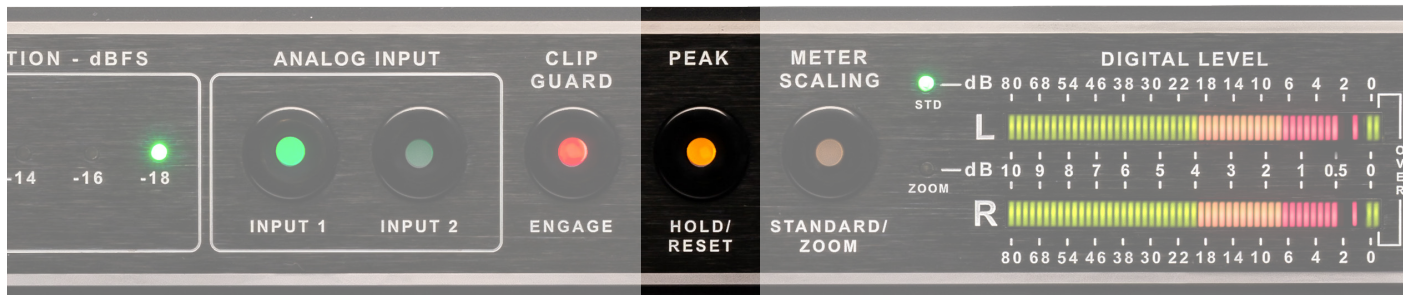 TION - dBFS
-14 -16 -18
ANALOG INPUT
INPUT 1 INPUT 2
CLIP
GUARD
ENGAGE
PEAK
HOLD/
RESET
METER
SCALING
STANDARD/
ZOOM
DIGITAL LEVEL
STD
dB 80 68 54 46 38 30 22 18 14 10 6 4 2 0
L
dB 10 9 8 7 6 5 4 3 2 1 0.5 0
ZOOM
R
80 68 54 46 38 30 22 18 14 10 6 4 2 0
OVER